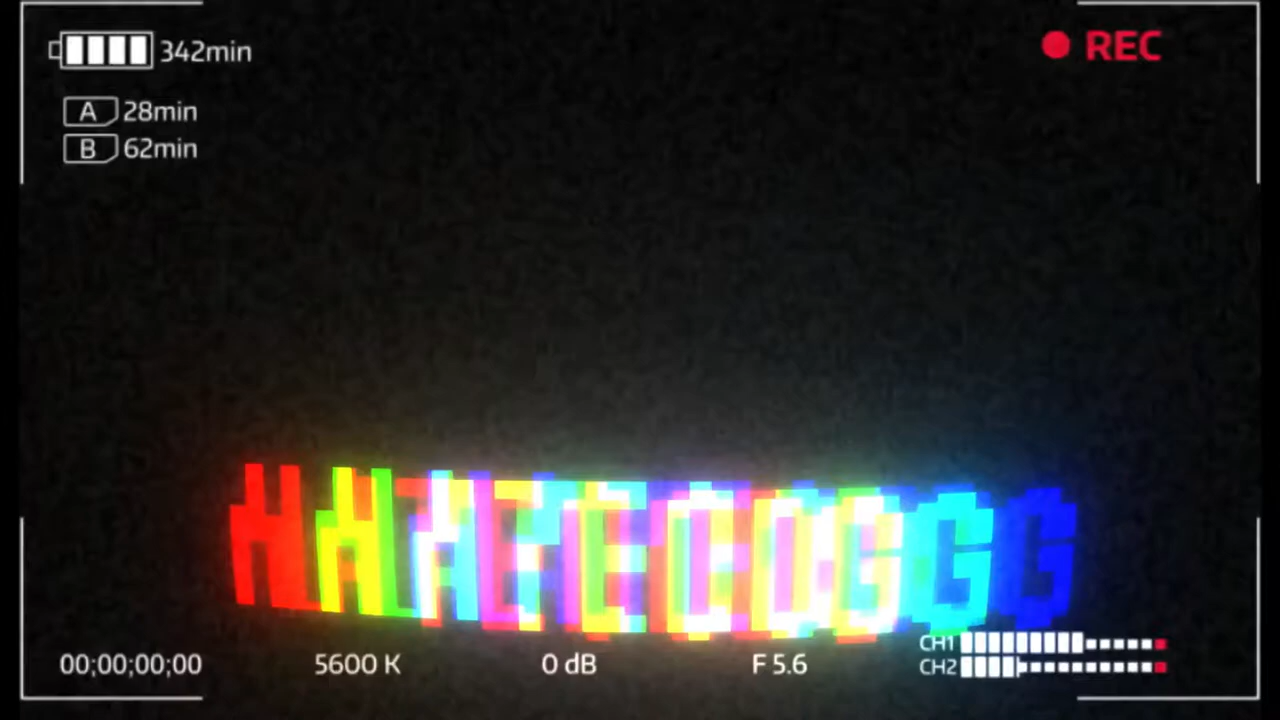 342min
REC
A 28min
B 62min
00;00;00;00
5600 K
0 dB
F 5.6
CH1
CH2